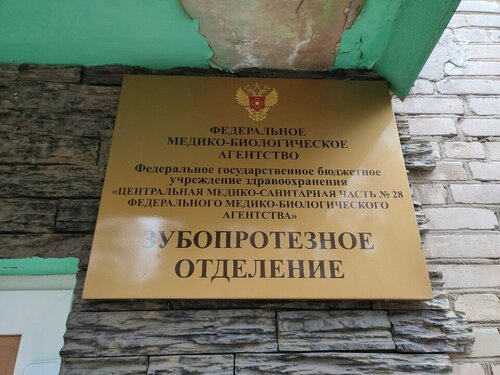 ФЕДЕРАЛЬНОЕ
МЕДИКО-БИОЛОГИЧЕСКОЕ
АГЕНТСТВО
Федеральное государственное бюджетное
учреждение здравоохранения
«ЦЕНТРАЛЬНАЯ МЕДИКО-САНИТАРНАЯ ЧАСТЬ № 28
ФЕДЕРАЛЬНОГО МЕДИКО-БИОЛОГИЧЕСКОГО
АГЕНТСТВА»
ЗУБОПРОТЕЗНОЕ
ОТДЕЛЕНИЕ